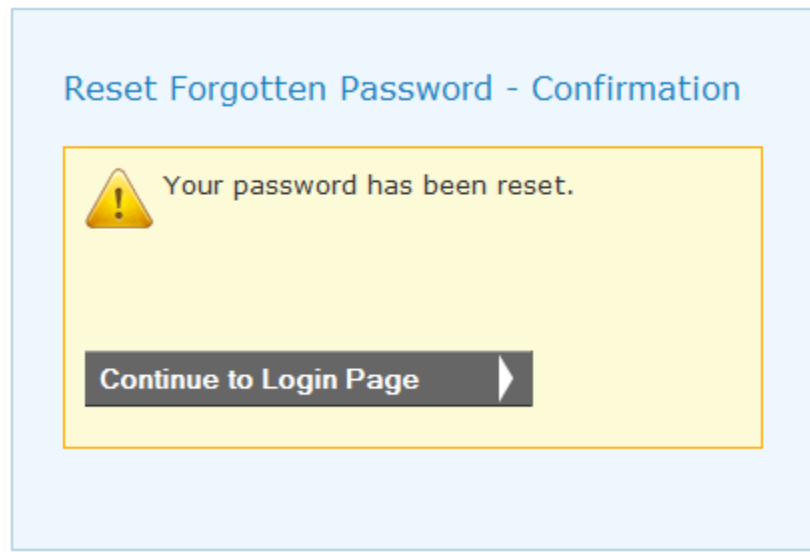 Reset Forgotten Password - Confirmation
Your password has been reset.
Continue to Login Page